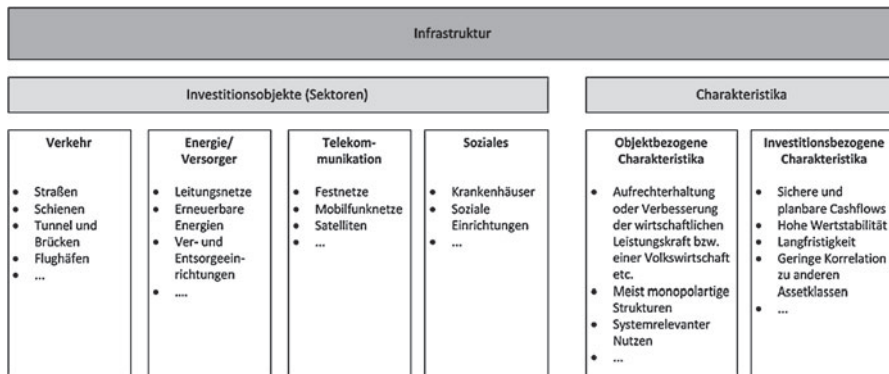 Infrastruktur
Investitionsobjekte (Sektoren)
Charakteristika
Verkehr
• Straßen
• Schienen
• Tunnel und
Brücken
• Flughäfen
• ...
Energie/
Versorger
• Leitungsnetze
• Erneuerbare
Energien
• Ver- und
Entsorgeein-
richtungen
• ....
Telekom-
munikation
• Festnetze
• Mobilfunknetze
• Satelliten
• ...
Soziales
• Krankenhäuser
• Soziale
Einrichtungen
• ...
Objektbezogene
Charakteristika
• Aufrechterhaltung
oder Verbesserung
der wirtschaftlichen
Leistungskraft bzw.
einer Volkswirtschaft
etc.
• Meist monopolartige
Strukturen
• Systemrelevanter
Nutzen
• ...
Investitionsbezogene
Charakteristika
• Sichere und
planbare Cashflows
• Hohe Wertstabilität
• Langfristigkeit
• Geringe Korrelation
zu anderen
Assetklassen
• ...